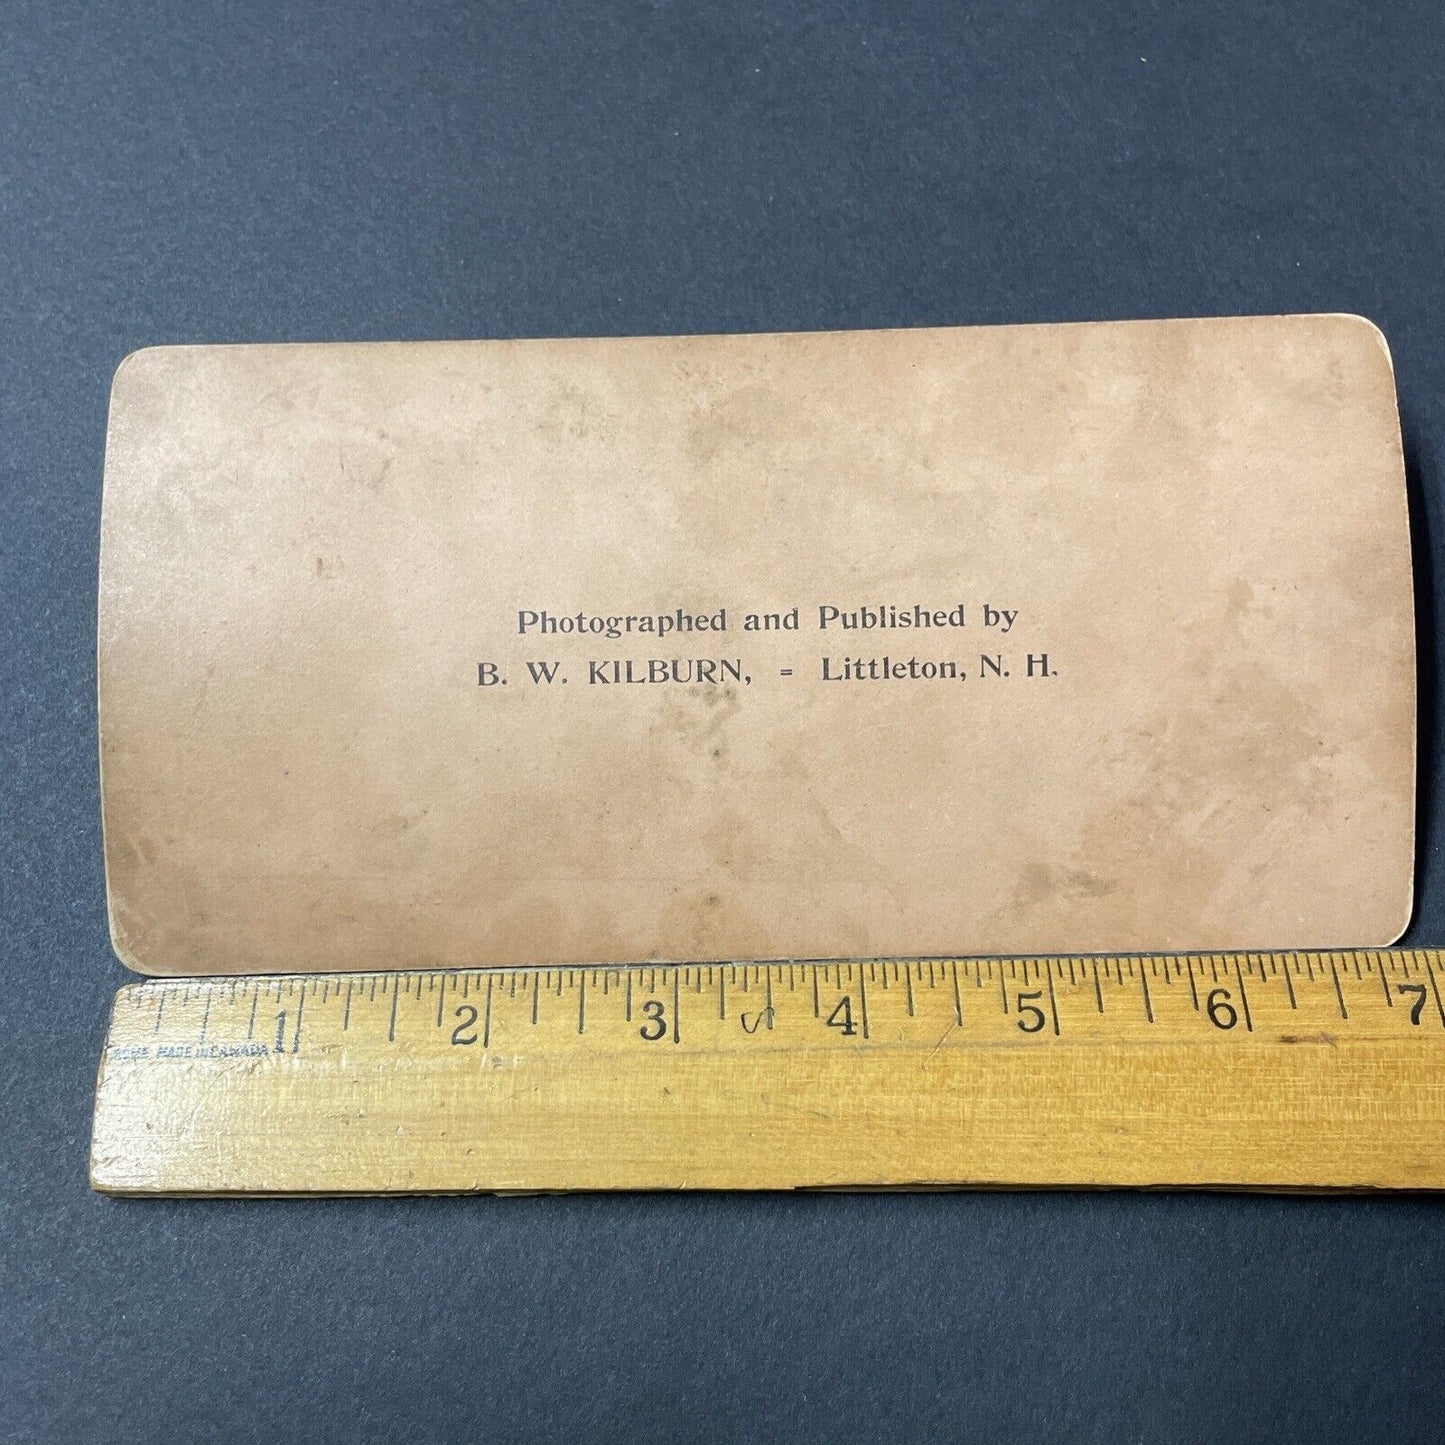 Photographed and Published by
B. W. KILBURN, = Littleton, N. H.
1 2 3 4 5 6 7
MADE IN CANADA